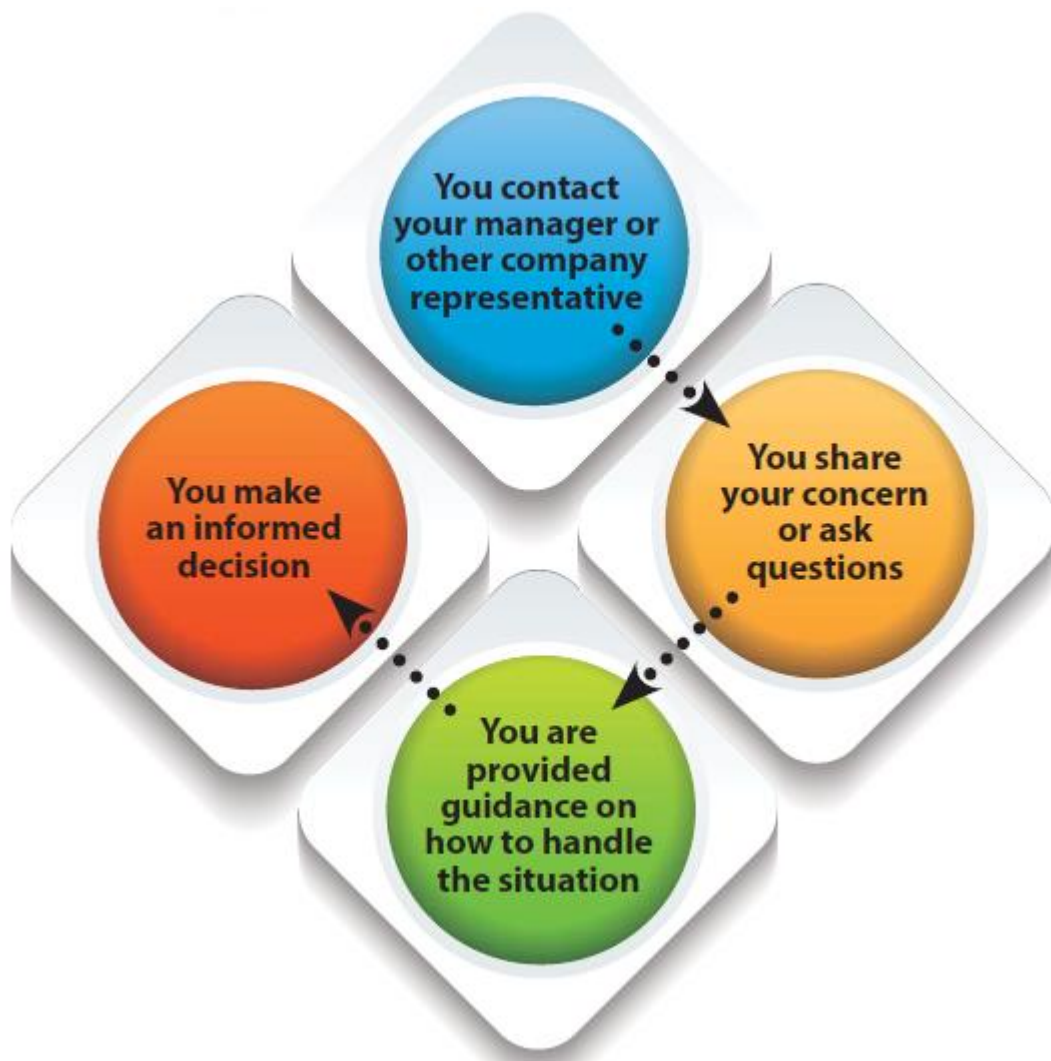 You contact
your manager or
other company
representative
You share
your concern
or ask
questions
You are
provided
guidance on
how to handle
the situation
You make
an informed
decision